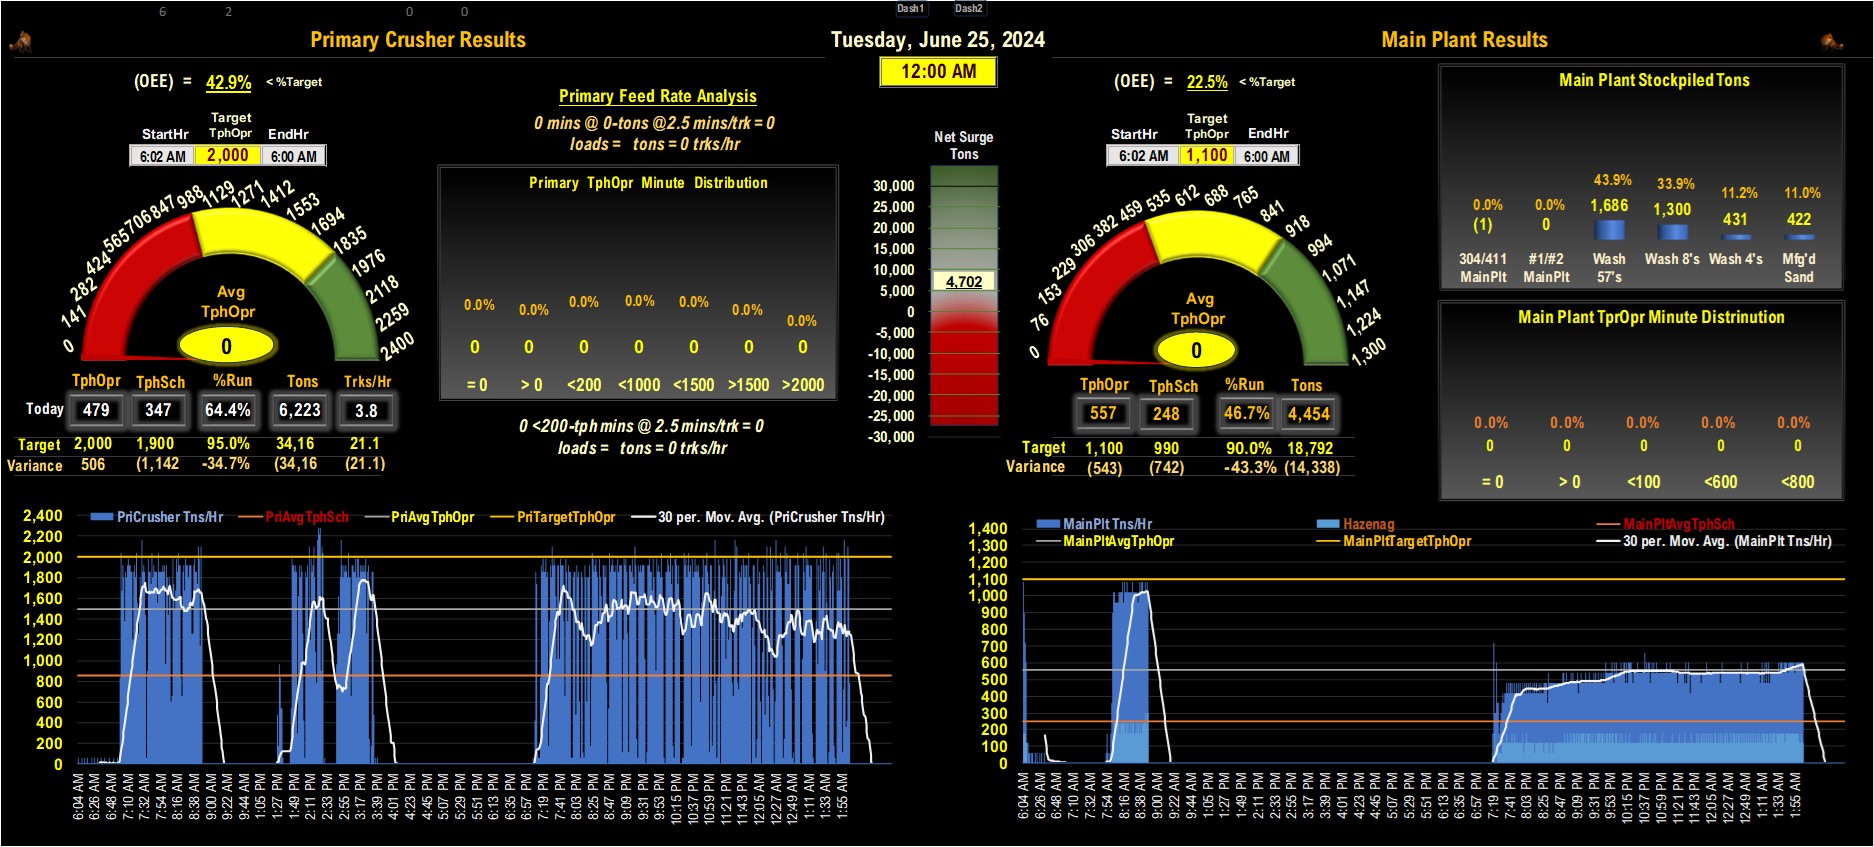 6 2 0 0 Dash1 Dash2
Primary Crusher Results
Tuesday, June 25, 2024
Main Plant Results
12:00 AM
(OEE) = 42.9% < %Target
Target
StartHr TphOpr EndHr
6:02 AM 2,000 6:00 AM
0 141 282 424 565 706 847 988 1129 1271 1412 1553 1694 1835 1976 2118 2259 2400
Avg
TphOpr
0
TphOpr TphSch %Run Tons Trks/Hr
Today 479 347 64.4% 6,223 3.8
Target 2,000 1,900 95.0% 34,16 21.1
Variance 506 (1,142 -34.7% (34,16 (21.1)
Primary Feed Rate Analysis
0 mins @ 0-tons @2.5 mins/trk = 0
loads = tons = 0 trks/hr
Primary TphOpr Minute Distribution
0.0% 0.0% 0.0% 0.0% 0.0% 0.0% 0.0%
0 0 0 0 0 0 0
= 0 > 0 <200 <1000 <1500 >1500 >2000
0 <200-tph mins @ 2.5 mins/trk = 0
loads = tons = 0 trks/hr
Net Surge
Tons
30,000
25,000
20,000
15,000
10,000
4,702
5,000
0
-5,000
-10,000
-15,000
-20,000
-25,000
-30,000
(OEE) = 22.5% < %Target
Target
StartHr TphOpr EndHr
6:02 AM 1,100 6:00 AM
0 76 153 229 306 382 459 535 612 688 765 841 918 994 1,071 1,147 1,224 1,300
Avg
TphOpr
0
TphOpr TphSch %Run Tons
557 248 46.7% 4,454
Target 1,100 990 90.0% 18,792
Variance (543) (742) -43.3% (14,338)
Main Plant Stockpiled Tons
0.0% 0.0% 43.9% 33.9% 11.2% 11.0%
(1) 0 1,686 1,300 431 422
304/411 #1/#2 Wash Wash 8's Wash 4's Mfg'd
MainPlt MainPlt 57's Sand
Main Plant TprOpr Minute Distrinution
0.0% 0.0% 0.0% 0.0% 0.0%
0 0 0 0 0
= 0 > 0 <100 <600 <800
PriCrusher Tns/Hr PriAvgTphSch PriAvgTphOpr PriTargetTphOpr 30 per. Mov. Avg. (PriCrusher Tns/Hr)
2,400
2,200
2,000
1,800
1,600
1,400
1,200
1,000
800
600
400
200
0
6:04 AM 6:26 AM 6:48 AM 7:10 AM 7:32 AM 7:54 AM 8:16 AM 8:38 AM 9:00 AM 9:22 AM 9:44 AM 1:05 PM 1:27 PM 1:49 PM 2:11 PM 2:33 PM 2:55 PM 3:17 PM 3:39 PM 4:01 PM 4:23 PM 4:45 PM 5:07 PM 5:29 PM 5:51 PM 6:13 PM 6:35 PM 6:57 PM 7:19 PM 7:41 PM 8:03 PM 8:25 PM 8:47 PM 9:09 PM 9:31 PM 9:53 PM 10:15 PM 10:37 PM 10:59 PM 11:21 PM 11:43 PM 12:05 AM 12:27 AM 12:49 AM 1:11 AM 1:33 AM 1:55 AM
MainPlt Tns/Hr Hazenag MainPltAvgTphSch
MainPltAvgTphOpr MainPltTargetTphOpr 30 per. Mov. Avg. (MainPlt Tns/Hr)
1,400
1,300
1,200
1,100
1,000
900
800
700
600
500
400
300
200
100
0
6:04 AM 6:26 AM 6:48 AM 7:10 AM 7:32 AM 7:54 AM 8:16 AM 8:38 AM 9:00 AM 9:22 AM 9:44 AM 1:05 PM 1:27 PM 1:49 PM 2:11 PM 2:33 PM 2:55 PM 3:17 PM 3:39 PM 4:01 PM 4:23 PM 4:45 PM 5:07 PM 5:29 PM 5:51 PM 6:13 PM 6:35 PM 6:57 PM 7:19 PM 7:41 PM 8:03 PM 8:25 PM 8:47 PM 9:09 PM 9:31 PM 9:53 PM 10:15 PM 10:37 PM 10:59 PM 11:21 PM 11:43 PM 12:05 AM 12:27 AM 12:49 AM 1:11 AM 1:33 AM 1:55 AM